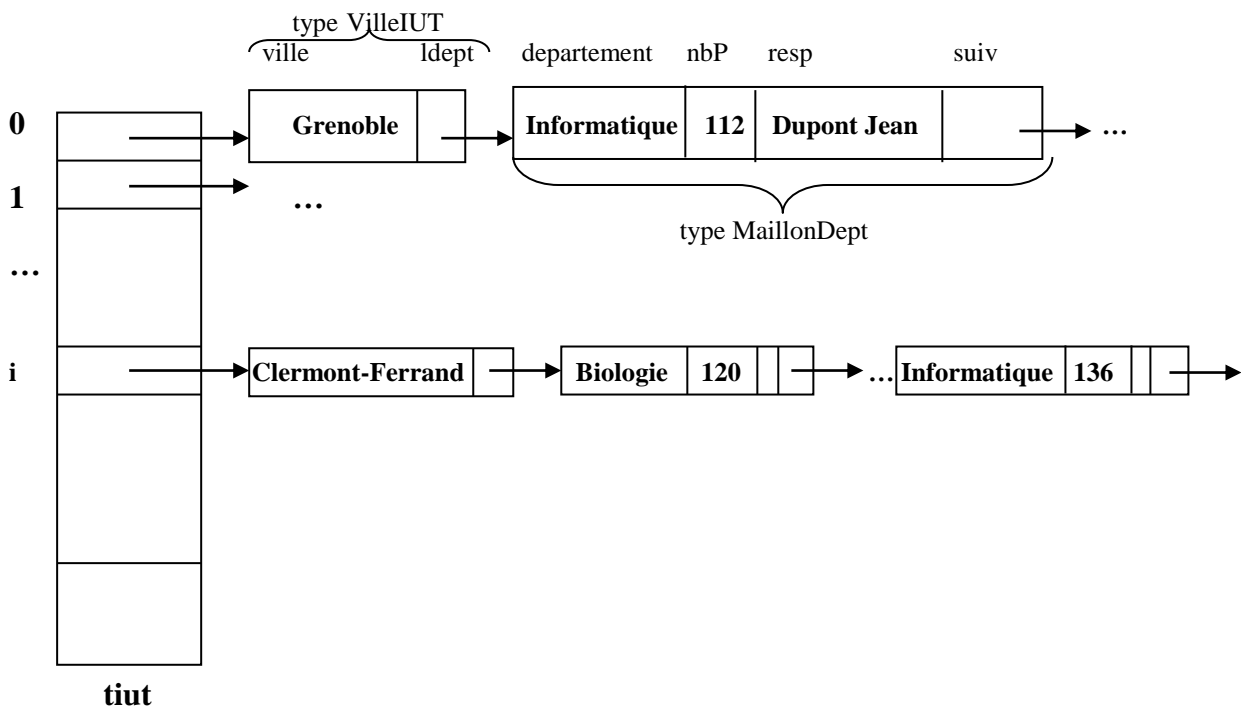 type VilleIUT
ville ldept departement nbP resp suiv
0 Grenoble Informatique 112 Dupont Jean ...
1 ...
type MaillonDept
...
i Clermont-Ferrand Biologie 120 ... Informatique 136
tiut